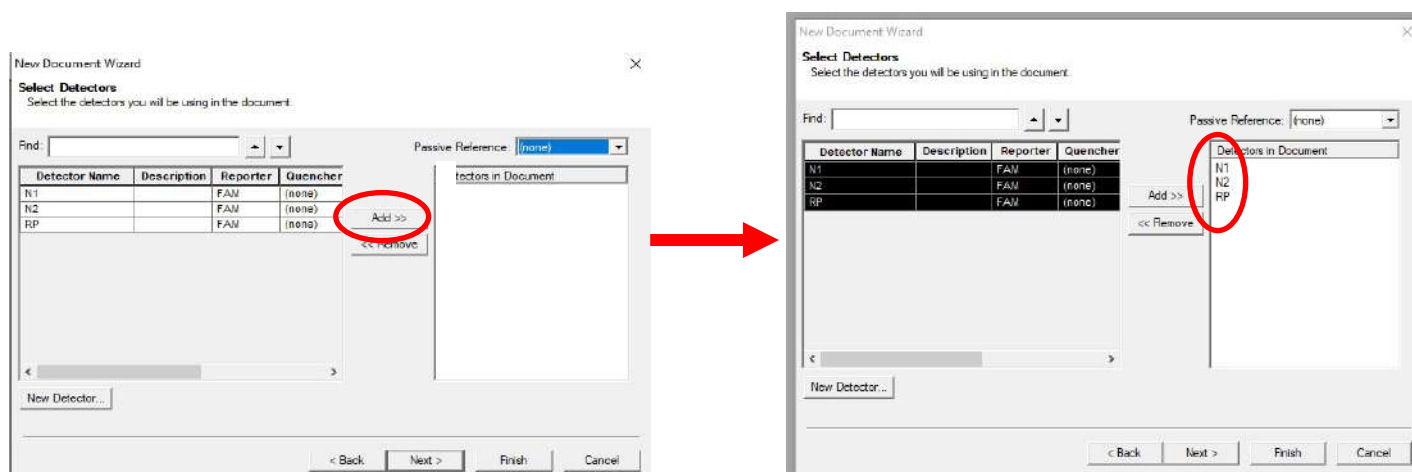 New Document Wizard
Select Detectors
Select the detectors you will be using in the document.
Find:
Passive Reference: (none)
Detector Name Description Reporter Quencher
N1 FAM (none)
N2 FAM (none)
RP FAM (none)
tectors in Document
Add >>
<< Remove
New Detector...
< Back Next > Finish Cancel
New Document Wizard
Select Detectors
Select the detectors you will be using in the document.
Find:
Passive Reference: (none)
Detector Name Description Reporter Quencher
N1 FAM (none)
N2 FAM (none)
RP FAM (none)
Detectors in Document
N1
N2
RP
Add >>
<< Remove
New Detector...
< Back Next > Finish Cancel